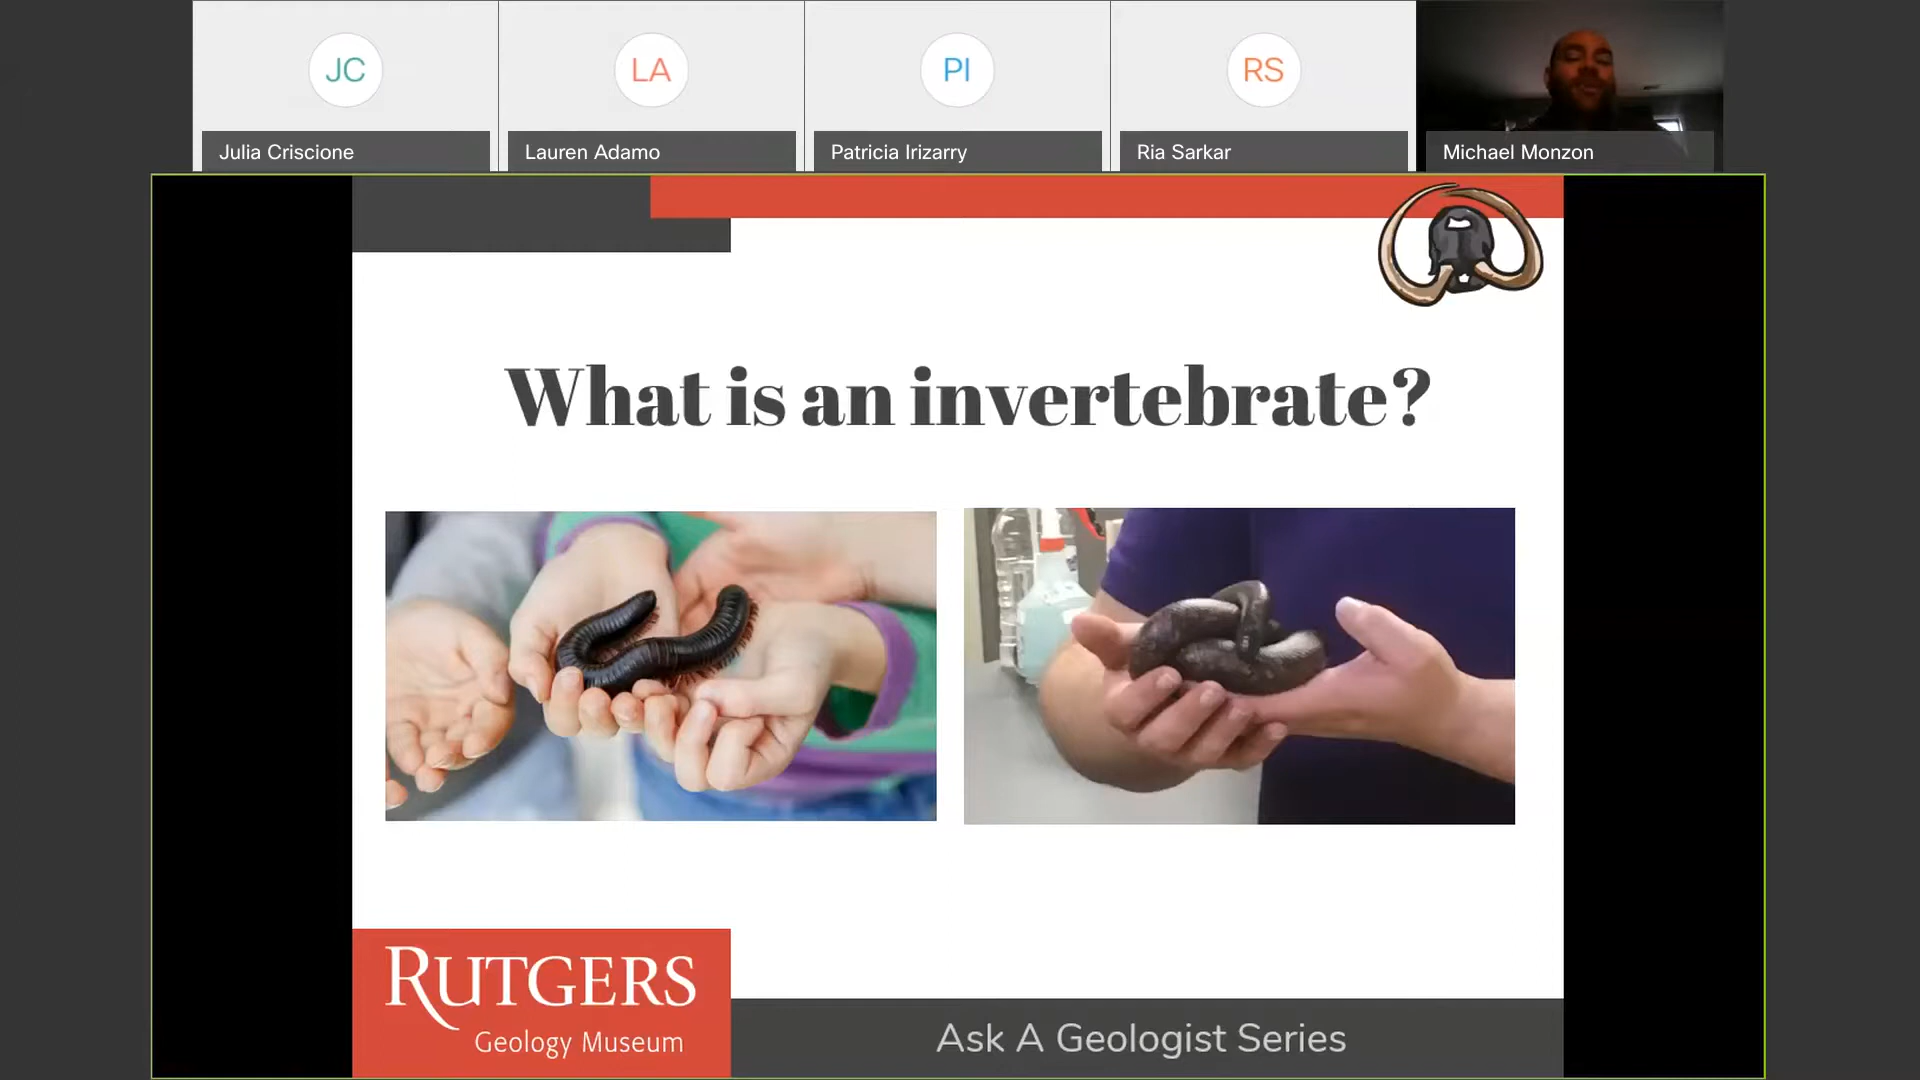 JC
LA
PI
RS
Julia Criscione
Lauren Adamo
Patricia Irizarry
Ria Sarkar
Michael Monzon
What is an invertebrate?
RUTGERS
Geology Museum
Ask A Geologist Series